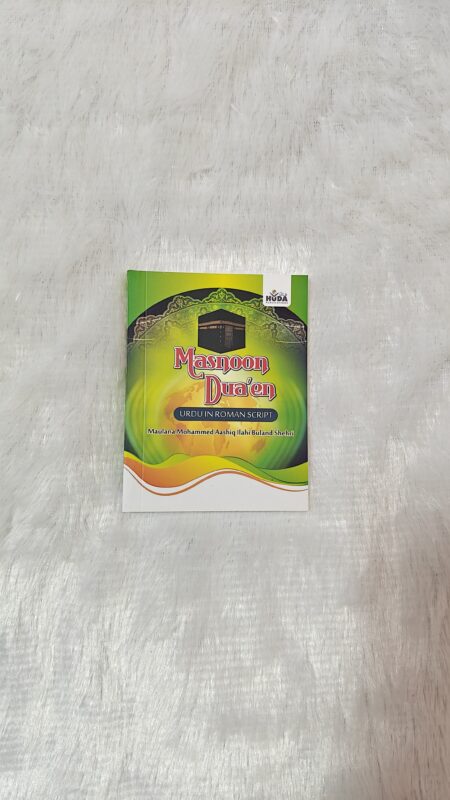 HUDA
Masnoon
Dua'en
URDU IN ROMAN SCRIPT
Maulana Mohammed Aashiq Ilahi Buland Shehri